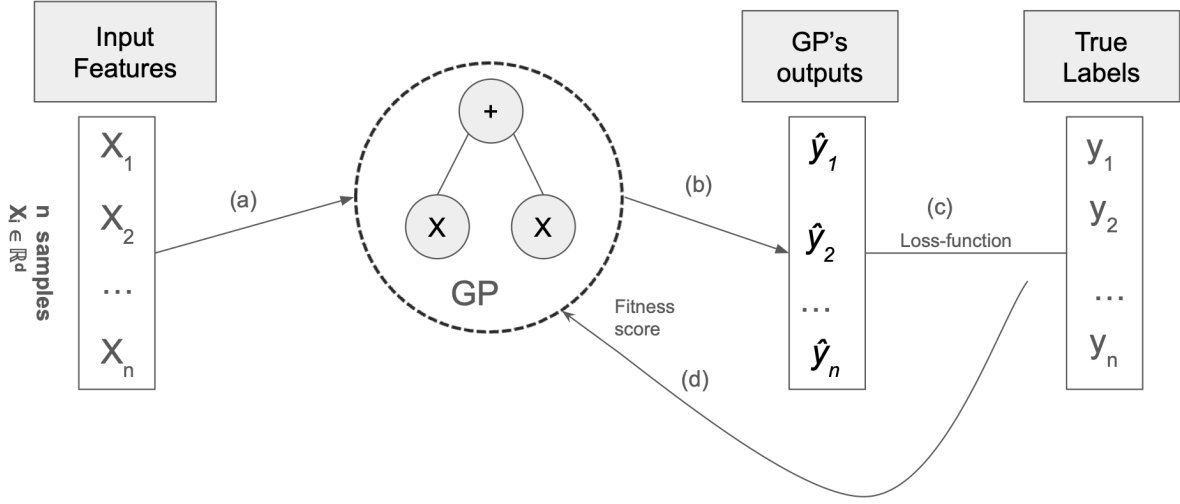 Input
Features
GP's
outputs
True
Labels
n samples
Xᵢ ∈ ℝᵈ
X₁
X₂
...
Xₙ
(a)
+
X
X
GP
(b)
ŷ₁
ŷ₂
...
ŷₙ
(c)
Loss-function
y₁
y₂
...
yₙ
Fitness
score
(d)